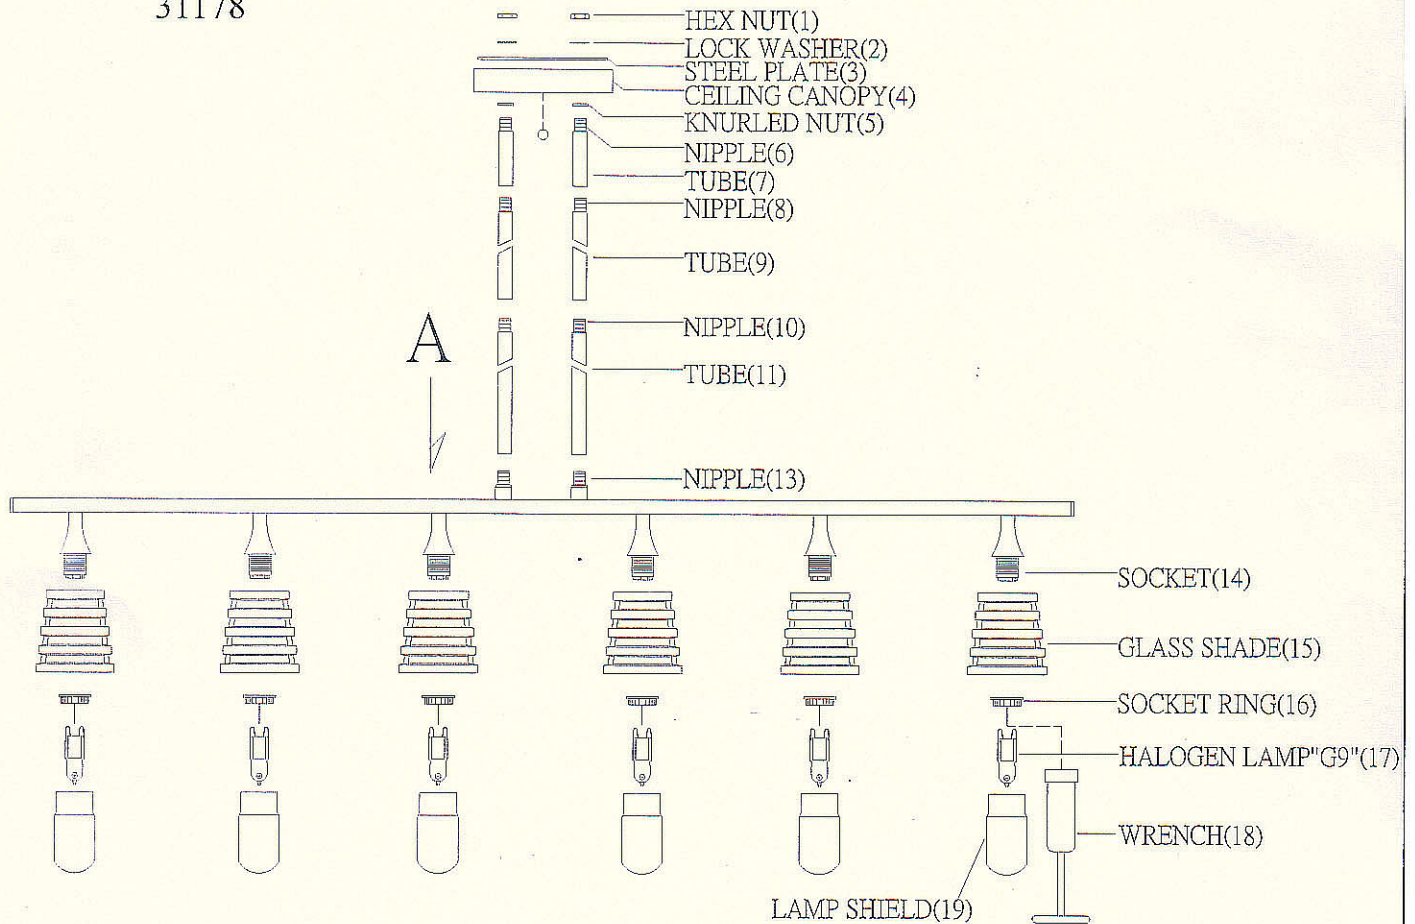 31178
HEX NUT(1)
LOCK WASHER(2)
STEEL PLATE(3)
CEILING CANOPY(4)
KNURLED NUT(5)
NIPPLE(6)
TUBE(7)
NIPPLE(8)
TUBE(9)
NIPPLE(10)
A
TUBE(11)
NIPPLE(13)
SOCKET(14)
GLASS SHADE(15)
SOCKET RING(16)
HALOGEN LAMP"G9"(17)
WRENCH(18)
LAMP SHIELD(19)